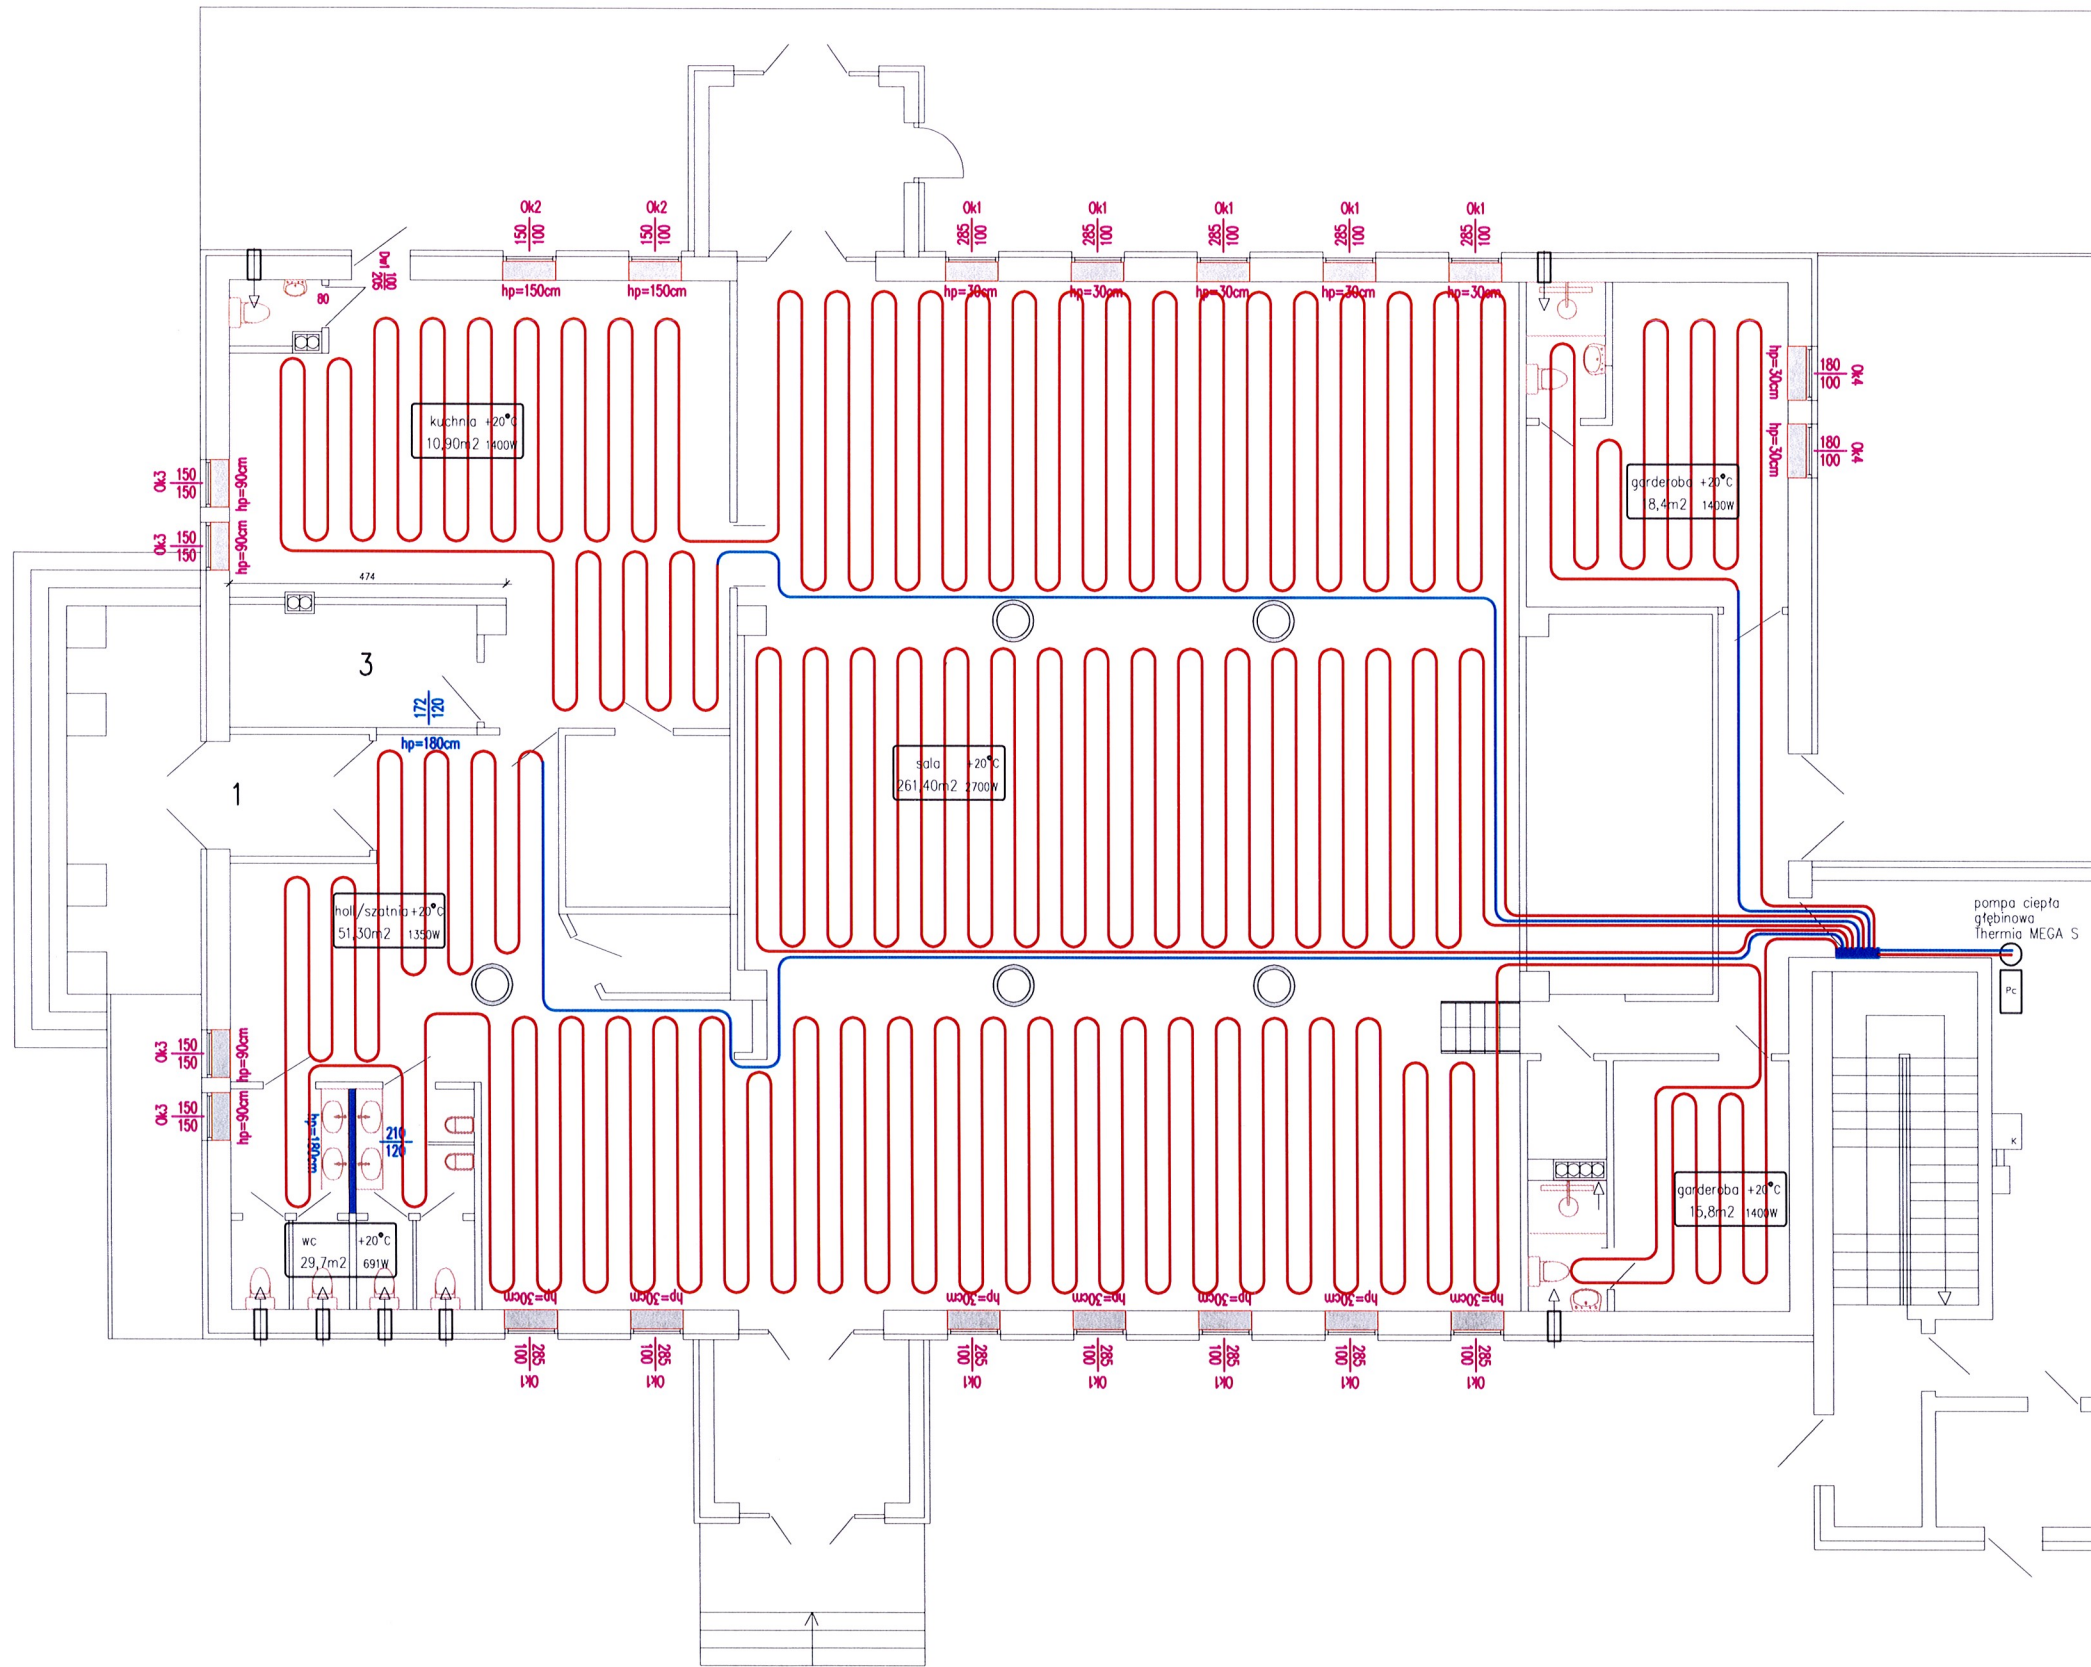 Ok2
150
100
hp=150cm
Ok2
150
100
hp=150cm
Ok1
285
100
hp=30cm
Ok1
285
100
hp=30cm
Ok1
285
100
hp=30cm
Ok1
285
100
hp=30cm
Ok1
285
100
hp=30cm
Dw1
100
205
80
kuchnia +20°C
10,90m2 1400W
Ok3
150
150
hp=90cm
Ok3
150
150
hp=90cm
474
3
172
120
hp=180cm
1
garderoba +20°C
18,4m2 1400W
hp=30cm
180
100
Ok4
hp=30cm
180
100
Ok4
sala +20°C
261,40m2 2700W
holl/szatnia +20°C
51,30m2 1350W
pompa ciepła
głębinowa
Thermia MEGA S
Pc
K
Ok3
150
150
hp=90cm
Ok3
150
150
hp=90cm
hp=180cm
210
120
wc +20°C
29,7m2 691W
garderoba +20°C
15,8m2 1400W
hp=30cm
285
100
Ok1
hp=30cm
285
100
Ok1
hp=30cm
285
100
Ok1
hp=30cm
285
100
Ok1
hp=30cm
285
100
Ok1
hp=30cm
285
100
Ok1
hp=30cm
285
100
Ok1